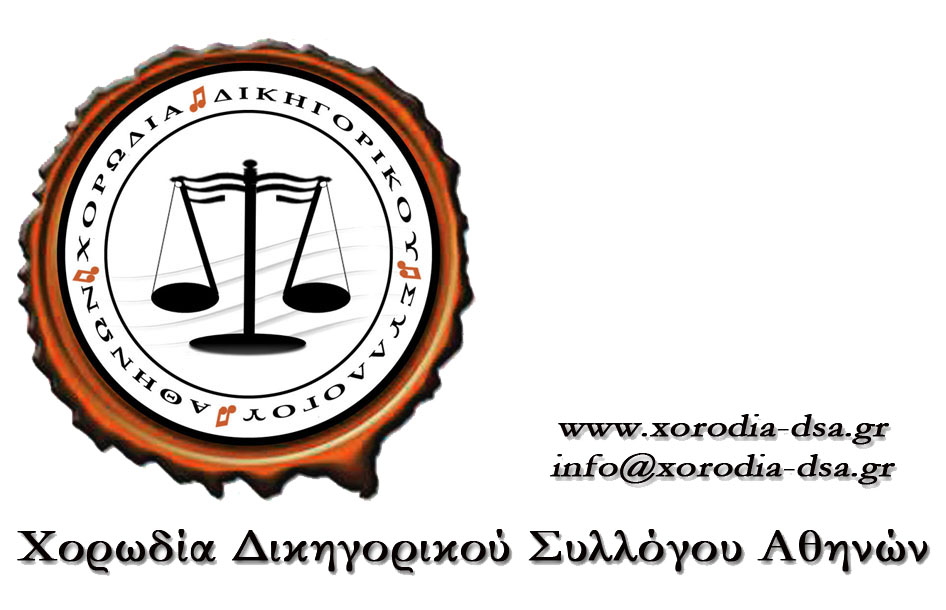 ΧΟΡΩΔΙΑ ΔΙΚΗΓΟΡΙΚΟΥ ΣΥΛΛΟΓΟΥ ΑΘΗΝΩΝ
www.xorodia-dsa.gr
info@xorodia-dsa.gr
Χορωδία Δικηγορικού Συλλόγου Αθηνών